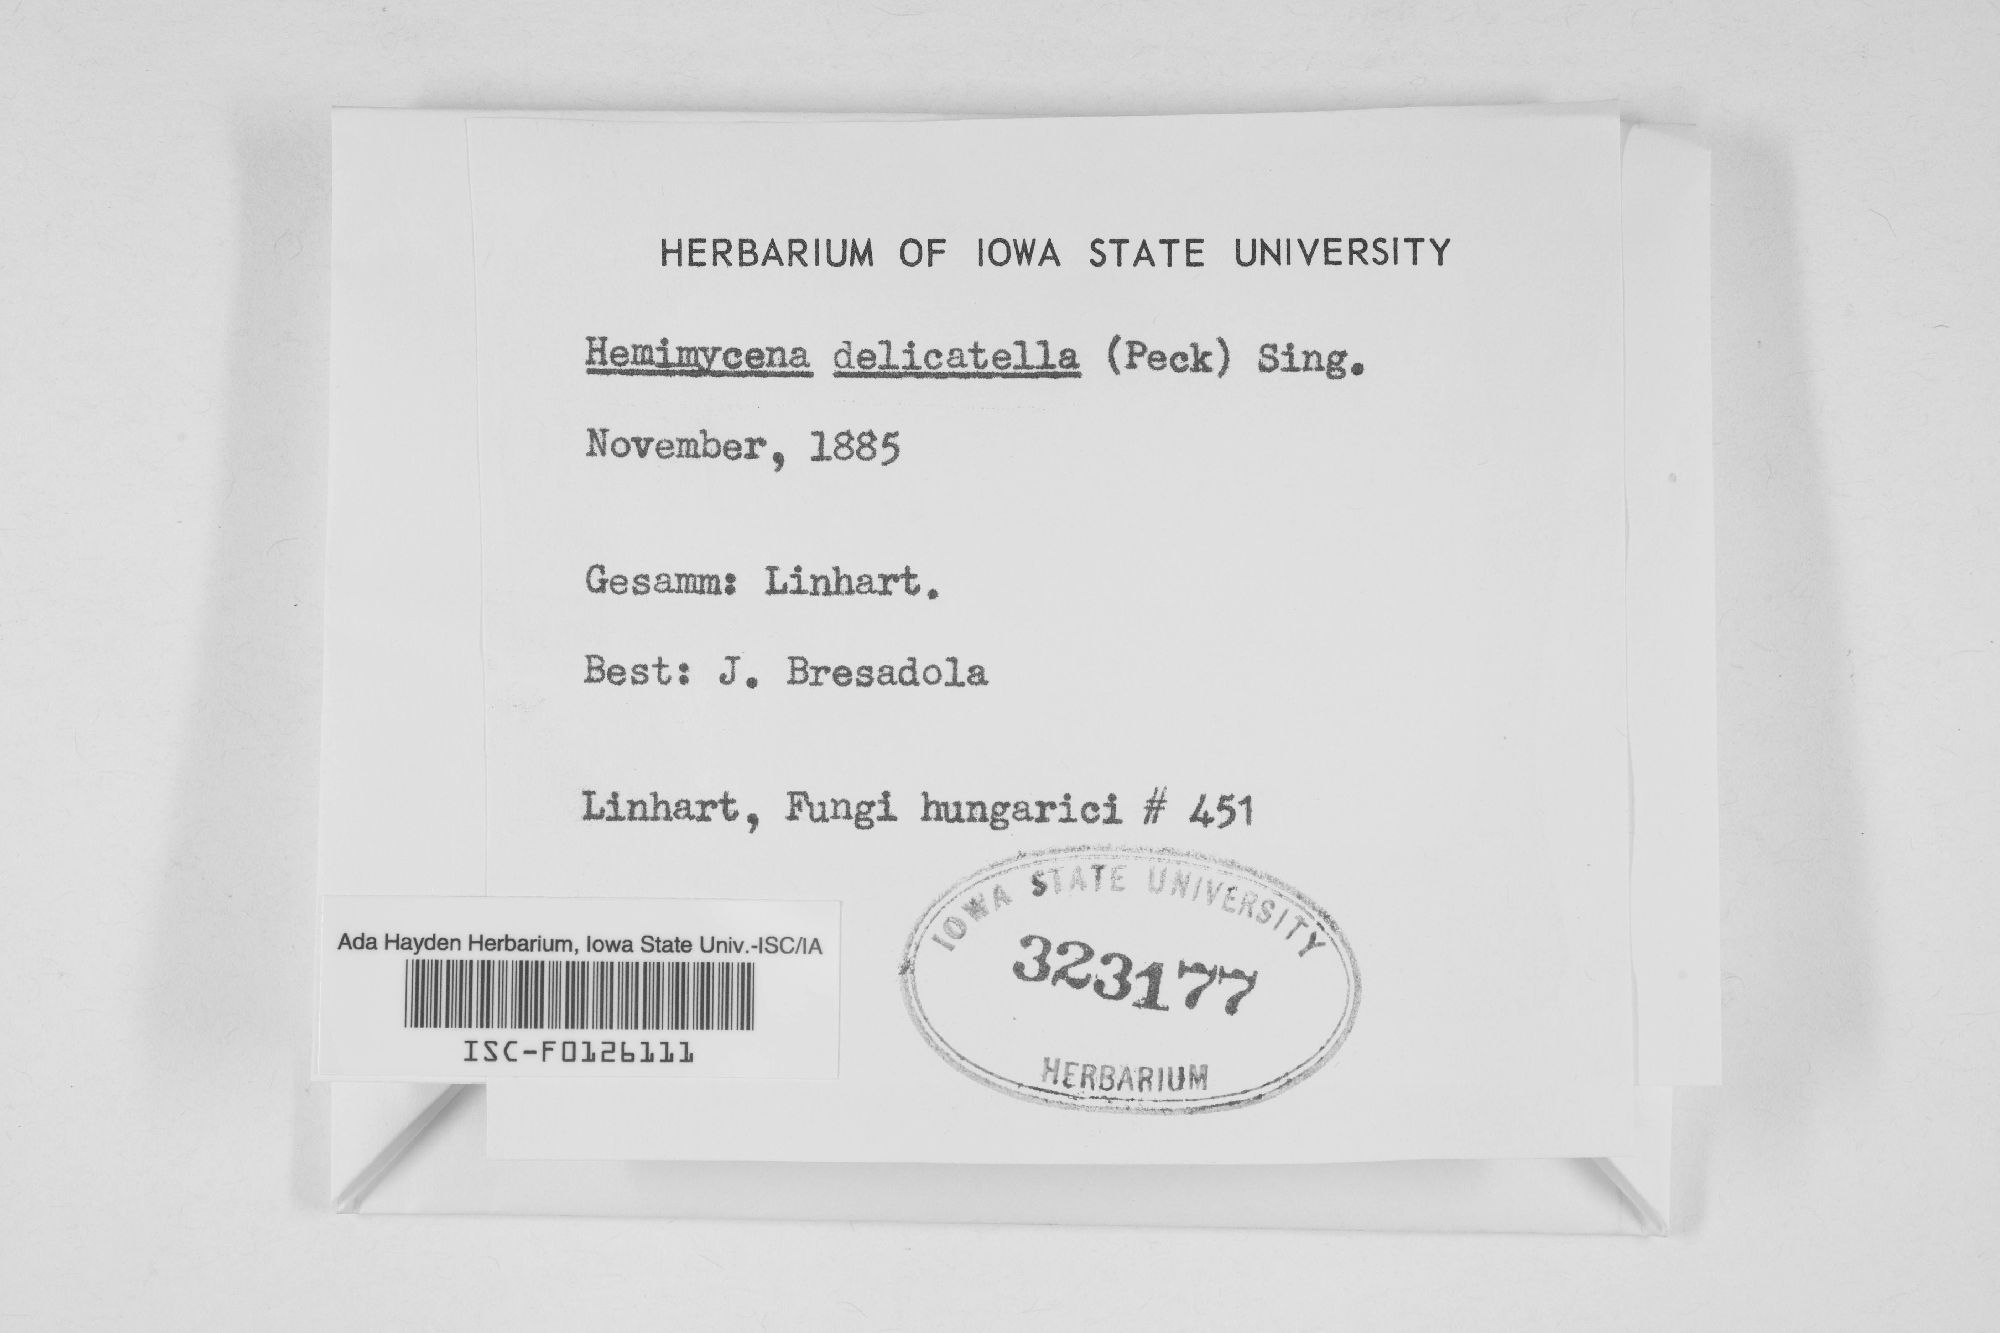 HERBARIUM OF IOWA STATE UNIVERSITY
Hemimycena delicatella (Peck) Sing.
November, 1885
Gesamm: Linhart.
Best: J. Bresadola
Linhart, Fungi hungarici # 451
IOWA STATE UNIVERSITY
323177
HERBARIUM
Ada Hayden Herbarium, Iowa State Univ.-ISC/IA
ISC-F0126111